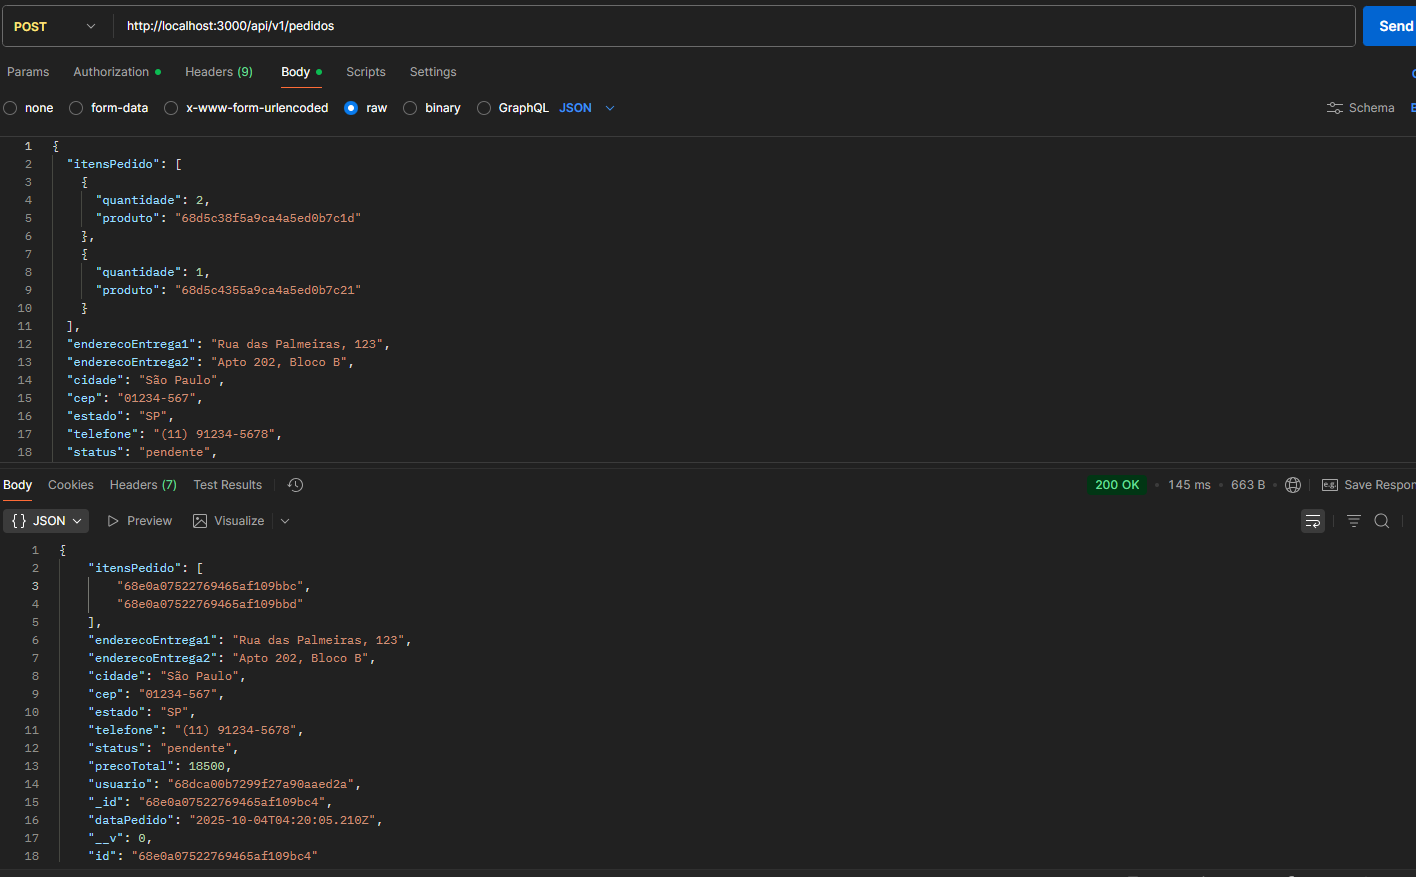 POST http://localhost:3000/api/v1/pedidos Send
Params Authorization Headers (9) Body Scripts Settings
none form-data x-www-form-urlencoded raw binary GraphQL JSON Schema
1 {
2 "itensPedido": [
3 {
4 "quantidade": 2,
5 "produto": "68d5c38f5a9ca4a5ed0b7c1d"
6 },
7 {
8 "quantidade": 1,
9 "produto": "68d5c4355a9ca4a5ed0b7c21"
10 }
11 ],
12 "enderecoEntrega1": "Rua das Palmeiras, 123",
13 "enderecoEntrega2": "Apto 202, Bloco B",
14 "cidade": "São Paulo",
15 "cep": "01234-567",
16 "estado": "SP",
17 "telefone": "(11) 91234-5678",
18 "status": "pendente",
Body Cookies Headers (7) Test Results 200 OK • 145 ms • 663 B • e.g. Save Respon
{} JSON Preview Visualize
1 {
2 "itensPedido": [
3 "68e0a07522769465af109bbc",
4 "68e0a07522769465af109bbd"
5 ],
6 "enderecoEntrega1": "Rua das Palmeiras, 123",
7 "enderecoEntrega2": "Apto 202, Bloco B",
8 "cidade": "São Paulo",
9 "cep": "01234-567",
10 "estado": "SP",
11 "telefone": "(11) 91234-5678",
12 "status": "pendente",
13 "precoTotal": 18500,
14 "usuario": "68dca00b7299f27a90aaed2a",
15 "_id": "68e0a07522769465af109bc4",
16 "dataPedido": "2025-10-04T04:20:05.210Z",
17 "__v": 0,
18 "id": "68e0a07522769465af109bc4"